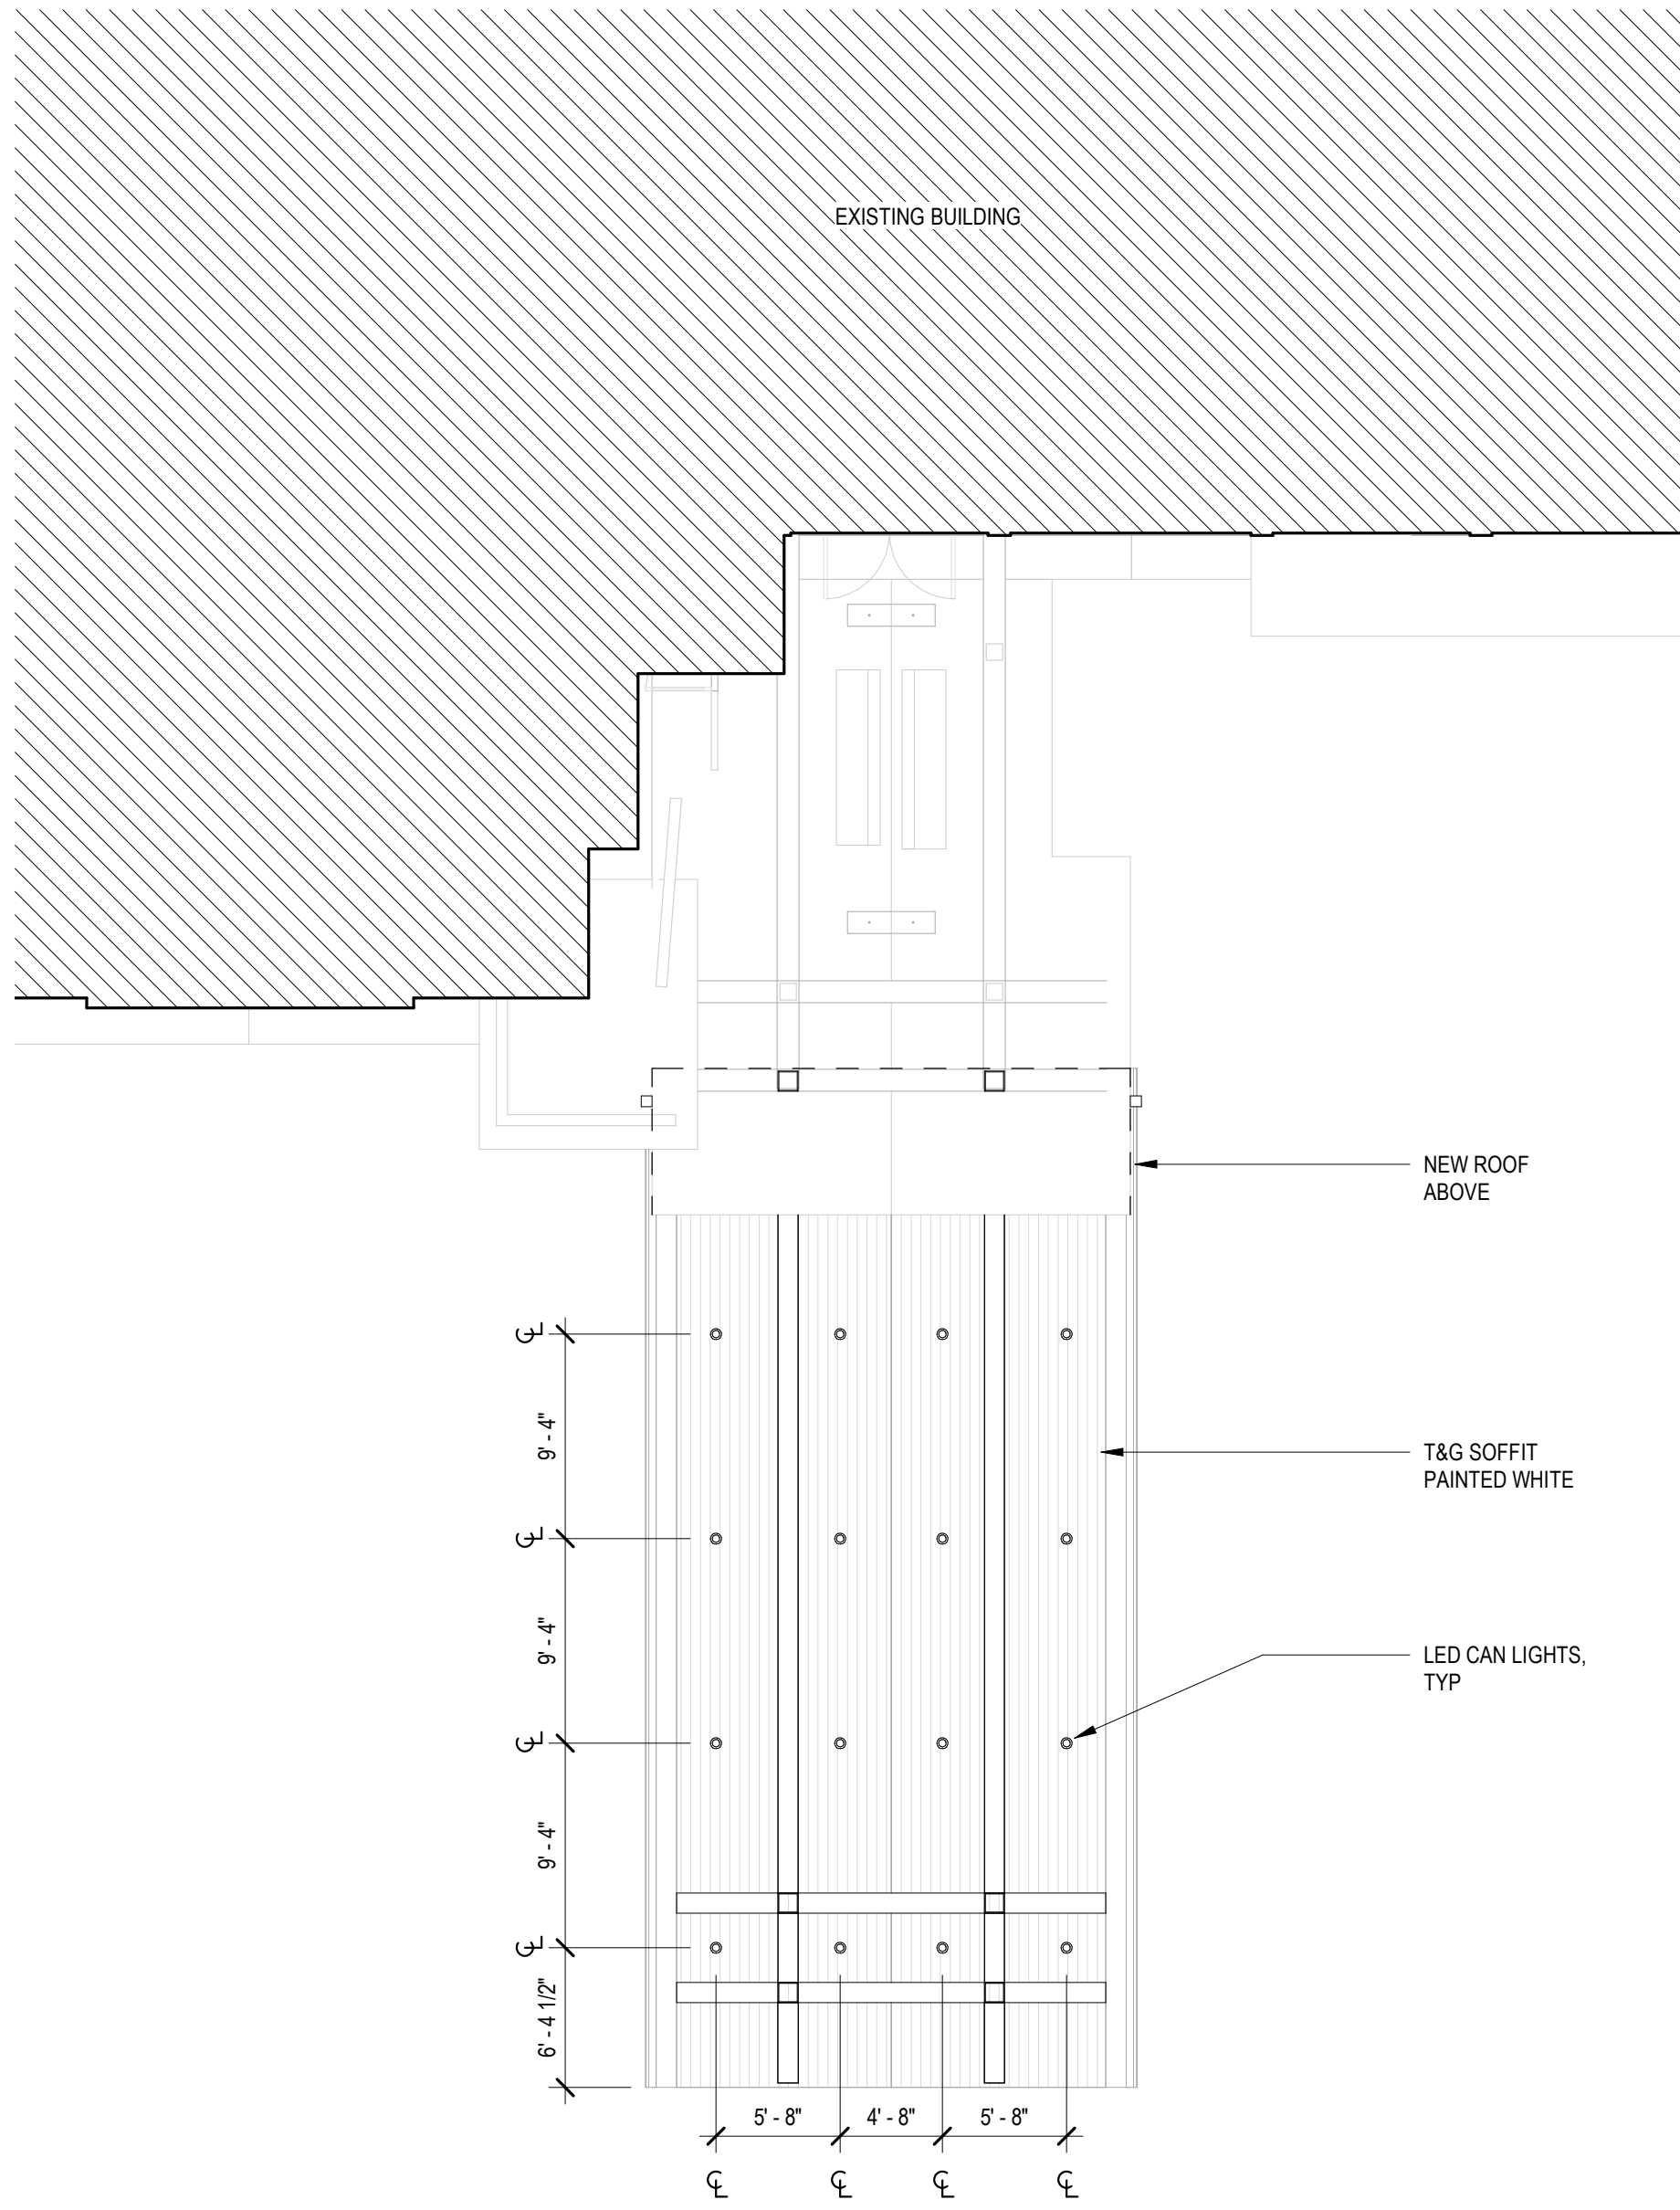 EXISTING BUILDING
NEW ROOF
ABOVE
T&G SOFFIT
PAINTED WHITE
LED CAN LIGHTS,
TYP
℄
9' - 4"
℄
9' - 4"
℄
9' - 4"
℄
6' - 4 1/2"
5' - 8"
4' - 8"
5' - 8"
℄ ℄ ℄ ℄